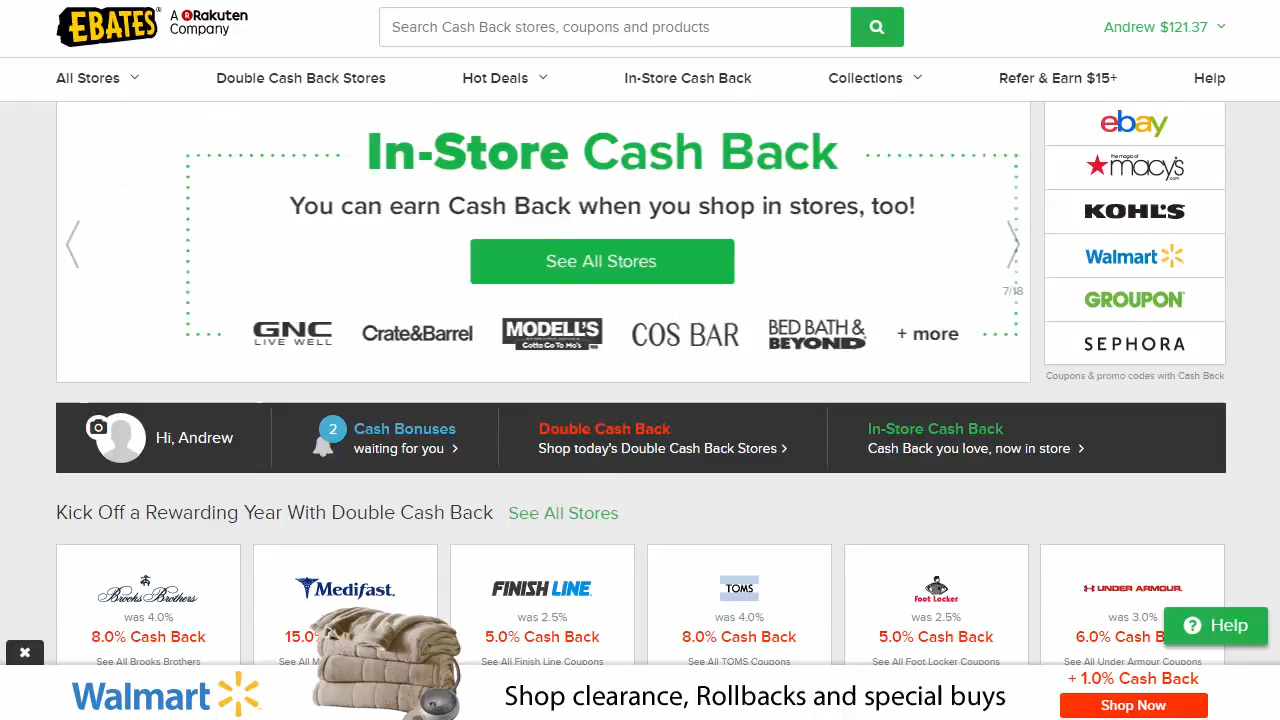 EBATES®
A Rakuten Company
Search Cash Back stores, coupons and products
Andrew $121.37
All Stores
Double Cash Back Stores
Hot Deals
In-Store Cash Back
Collections
Refer & Earn $15+
Help
In-Store Cash Back
You can earn Cash Back when you shop in stores, too!
See All Stores
7/18
GNC
LIVE WELL
Crate&Barrel
MODELL'S
Gotta Go To Mo's
COS BAR
BED BATH &
BEYOND
+ more
ebay
the magic of
macy's
.com
KOHL'S
Walmart
GROUPON
SEPHORA
Coupons & promo codes with Cash Back
Hi, Andrew
2
Cash Bonuses
waiting for you
Double Cash Back
Shop today's Double Cash Back Stores
In-Store Cash Back
Cash Back you love, now in store
Kick Off a Rewarding Year With Double Cash Back
See All Stores
Brooks Brothers
was 4.0%
8.0% Cash Back
See All Brooks Brothers
Medifast.
15.0%
See All M
FINISH LINE
was 2.5%
5.0% Cash Back
See All Finish Line Coupons
TOMS
was 4.0%
8.0% Cash Back
See All TOMS Coupons
Foot Locker
was 2.5%
5.0% Cash Back
See All Foot Locker Coupons
UNDER ARMOUR
was 3.0%
6.0% Cash B
See All Under Armour Coupons
Help
Walmart
Shop clearance, Rollbacks and special buys
+ 1.0% Cash Back
Shop Now